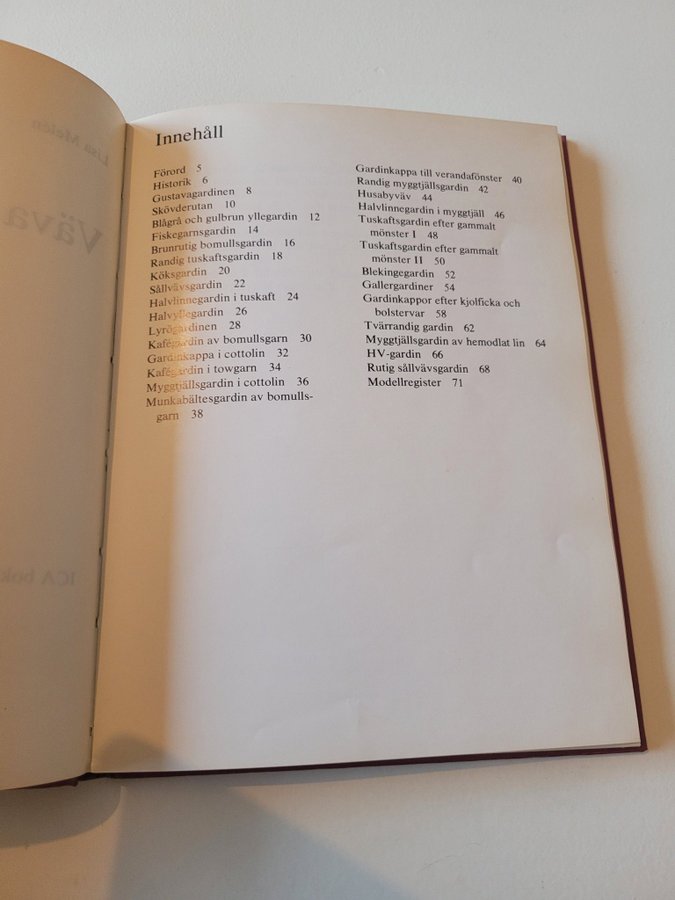 Innehåll
Förord 5
Historik 6
Gustavagardinen 8
Skövderutan 10
Blågrå och gulbrun yllegardin 12
Fiskegarnsgardin 14
Brunrutig bomullsgardin 16
Randig tuskaftsgardin 18
Köksgardin 20
Sållvävsgardin 22
Halvlinnegardin i tuskaft 24
Halvyllegardin 26
Lyrögardinen 28
Kafégardin av bomullsgarn 30
Gardinkappa i cottolin 32
Kafégardin i towgarn 34
Myggtjällsgardin i cottolin 36
Munkabältesgardin av bomulls-
garn 38
Gardinkappa till verandafönster 40
Randig myggtjällsgardin 42
Husabyväv 44
Halvlinnegardin i myggtjäll 46
Tuskaftsgardin efter gammalt
mönster I 48
Tuskaftsgardin efter gammalt
mönster II 50
Blekingegardin 52
Gallergardiner 54
Gardinkappor efter kjolficka och
bolstervar 58
Tvärrandig gardin 62
Myggtjällsgardin av hemodlat lin 64
HV-gardin 66
Rutig sållvävsgardin 68
Modellregister 71
Lisa Melén
Väva
ICA bok